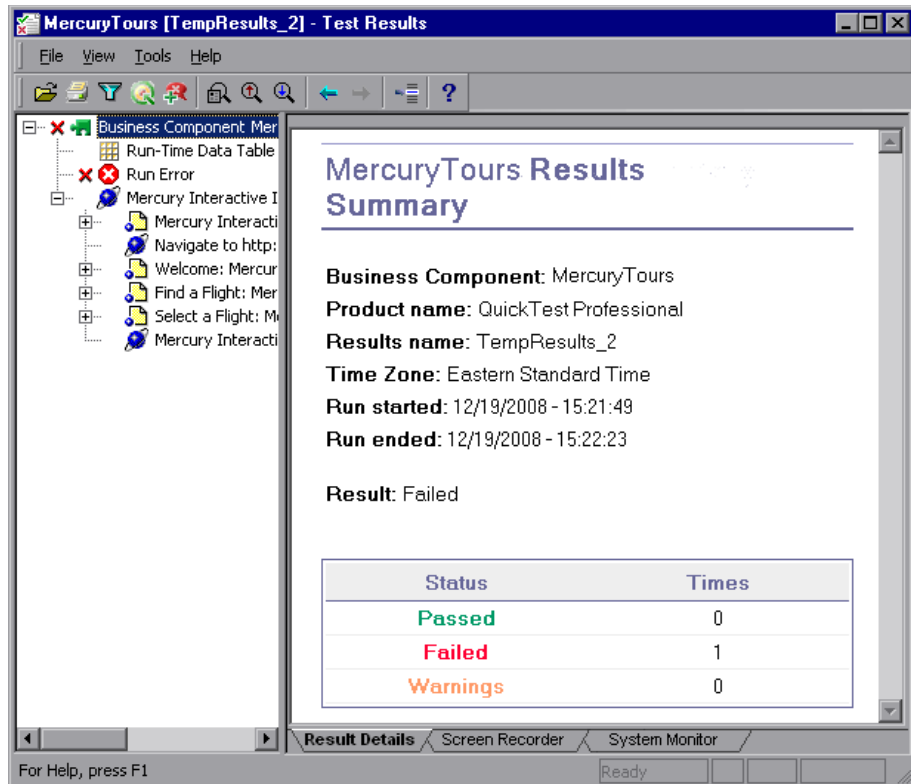 MercuryTours [TempResults_2] - Test Results
File View Tools Help
Business Component Mer
Run-Time Data Table
Run Error
Mercury Interactive I
Mercury Interacti
Navigate to http:
Welcome: Mercur
Find a Flight: Mer
Select a Flight: M
Mercury Interacti
MercuryTours Results
Summary
Business Component: MercuryTours
Product name: QuickTest Professional
Results name: TempResults_2
Time Zone: Eastern Standard Time
Run started: 12/19/2008 - 15:21:49
Run ended: 12/19/2008 - 15:22:23
Result: Failed
Status Times
Passed 0
Failed 1
Warnings 0
Result Details Screen Recorder System Monitor
For Help, press F1 Ready